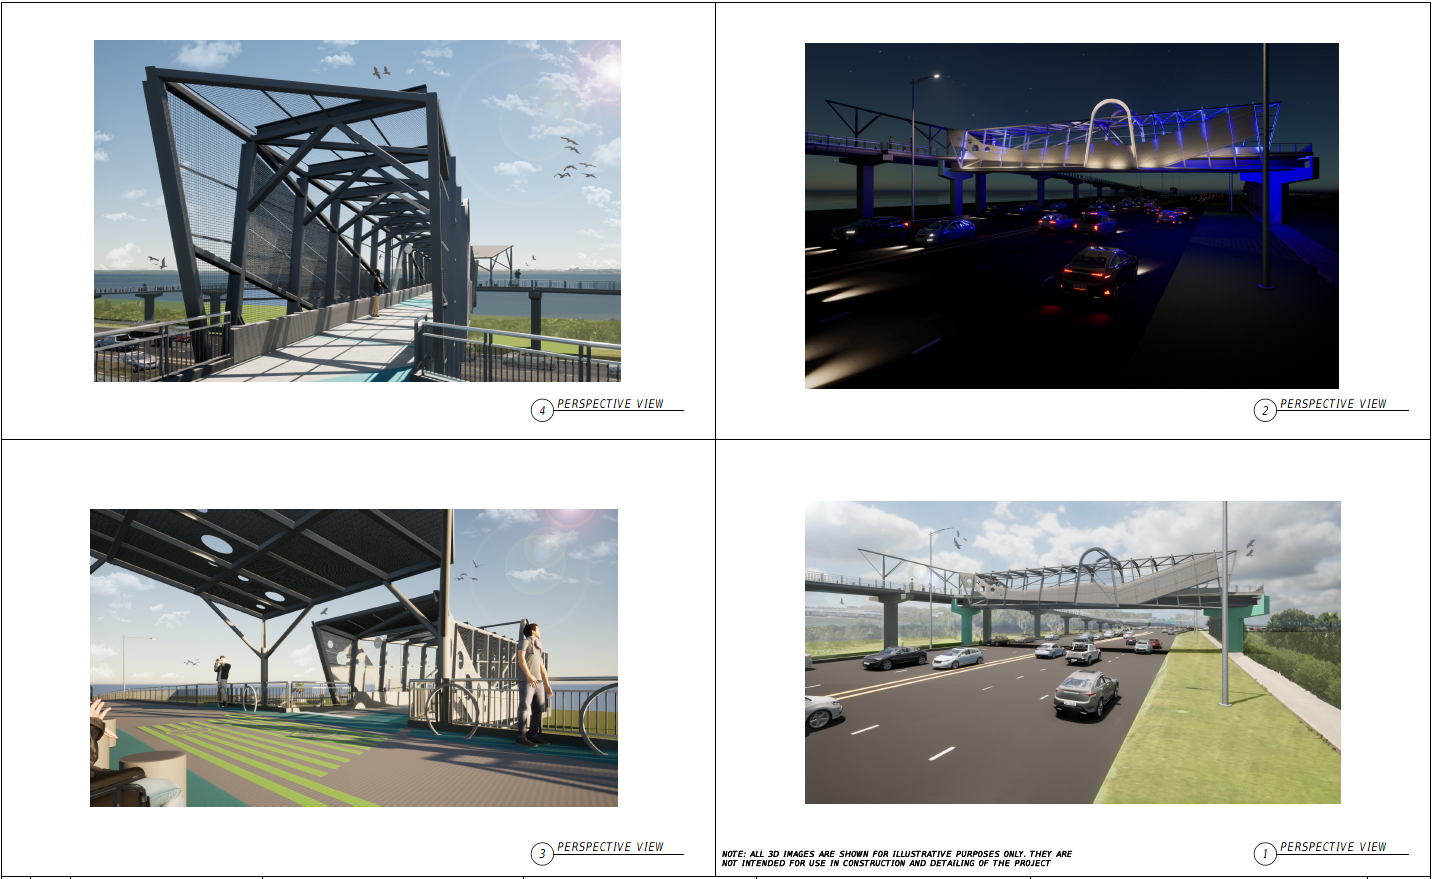 4 PERSPECTIVE VIEW
2 PERSPECTIVE VIEW
3 PERSPECTIVE VIEW
NOTE: ALL 3D IMAGES ARE SHOWN FOR ILLUSTRATIVE PURPOSES ONLY. THEY ARE
NOT INTENDED FOR USE IN CONSTRUCTION AND DETAILING OF THE PROJECT
1 PERSPECTIVE VIEW